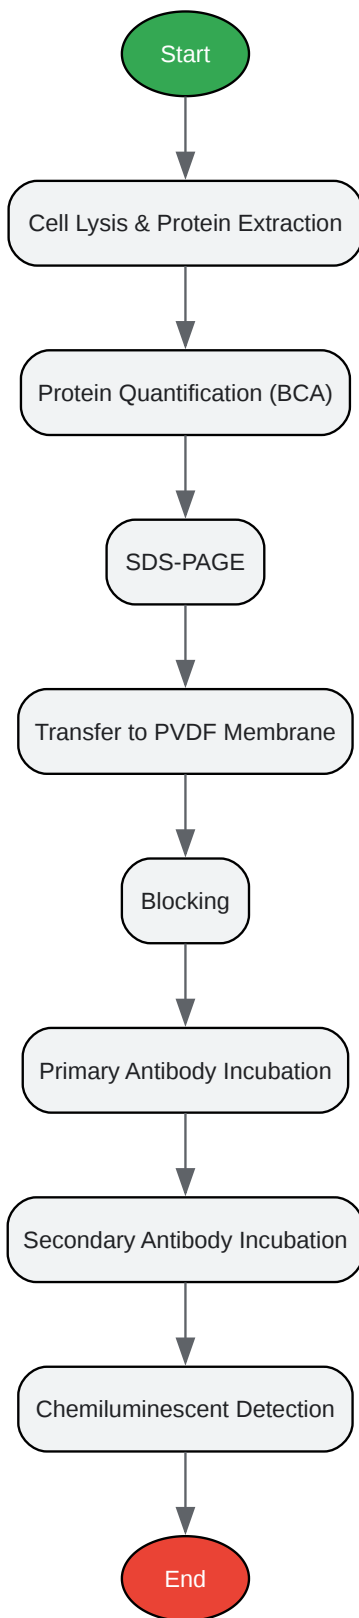 Start
Cell Lysis & Protein Extraction
Protein Quantification (BCA)
SDS-PAGE
Transfer to PVDF Membrane
Blocking
Primary Antibody Incubation
Secondary Antibody Incubation
Chemiluminescent Detection
End